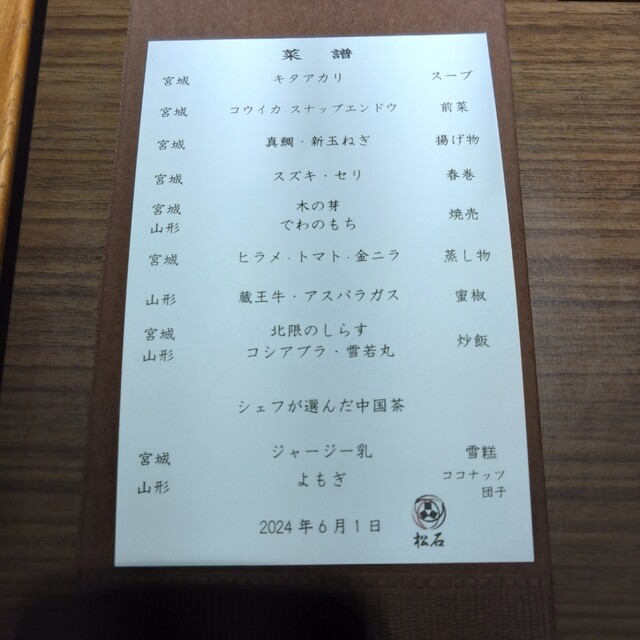 菜譜
宮城 キタアカリ スープ
宮城 コウイカ・スナップエンドウ 前菜
宮城 真鯛・新玉ねぎ 揚げ物
宮城 スズキ・セリ 春巻
宮城 木の芽 焼売
山形 でわのもち
宮城 ヒラメ・トマト・金ニラ 蒸し物
山形 蔵王牛・アスパラガス 蜜椒
宮城 北限のしらす 炒飯
山形 コシアブラ・雪若丸
シェフが選んだ中国茶
宮城 ジャージー乳 雪糕
山形 よもぎ ココナッツ
団子
2024年6月1日
松石